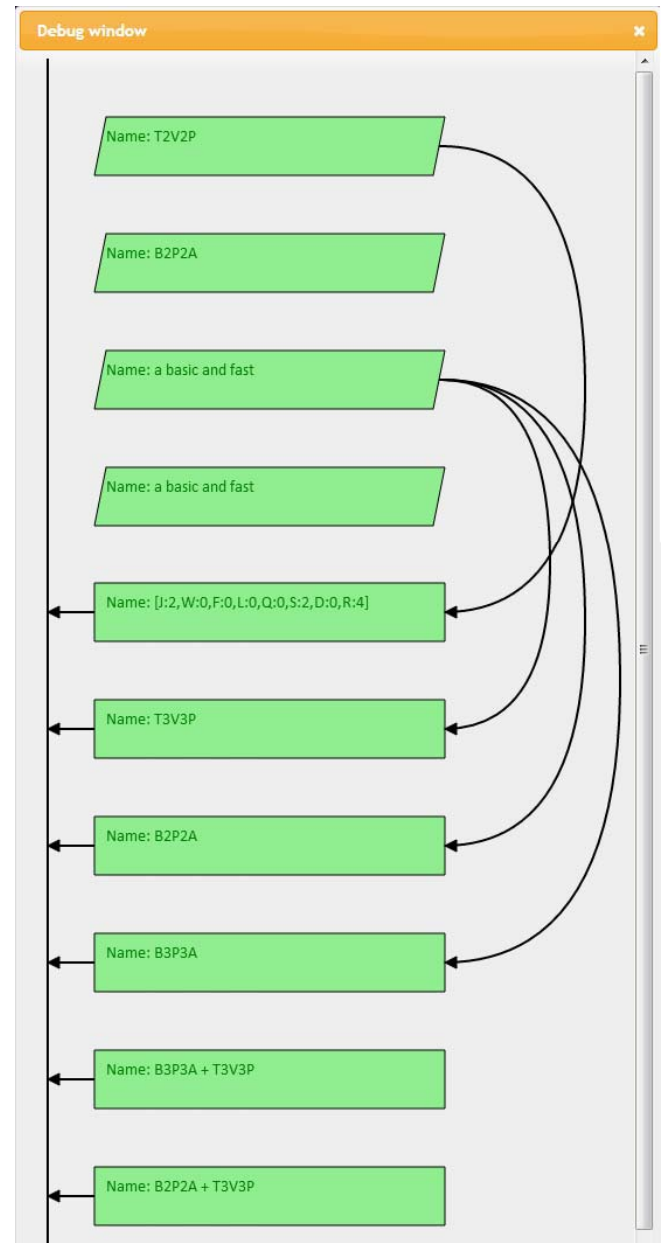 Debug window
Name: T2V2P
Name: B2P2A
Name: a basic and fast
Name: a basic and fast
Name: [J:2,W:0,F:0,L:0,Q:0,S:2,D:0,R:4]
Name: T3V3P
Name: B2P2A
Name: B3P3A
Name: B3P3A + T3V3P
Name: B2P2A + T3V3P